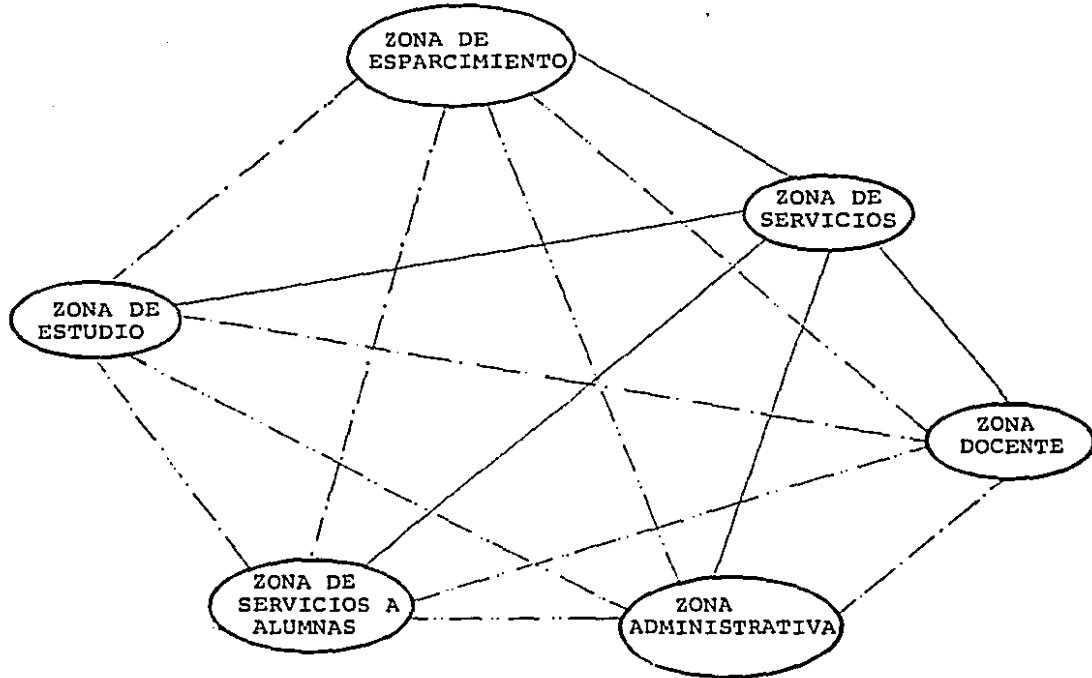 ZONA DE
ESPARCIMIENTO
ZONA DE
SERVICIOS
ZONA DE
ESTUDIO
ZONA
DOCENTE
ZONA DE
SERVICIOS A
ALUMNAS
ZONA
ADMINISTRATIVA